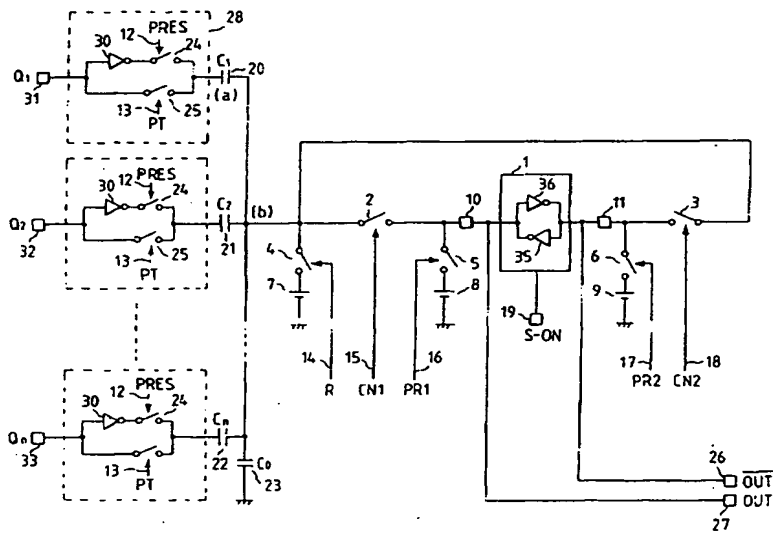 PRES
28
12
30
24
C1
20
Q1
31
(a)
13
25
PT
PRES
12
30
24
C2
(b)
Q2
32
21
13
25
PT
PRES
12
30
24
Cn
Qn
33
22
13
PT
C0
23
1
36
35
2
10
11
3
4
5
6
7
8
9
19
S-ON
14
15
16
17
18
R
CN1
PR1
PR2
CN2
26
OUT
27
OUT